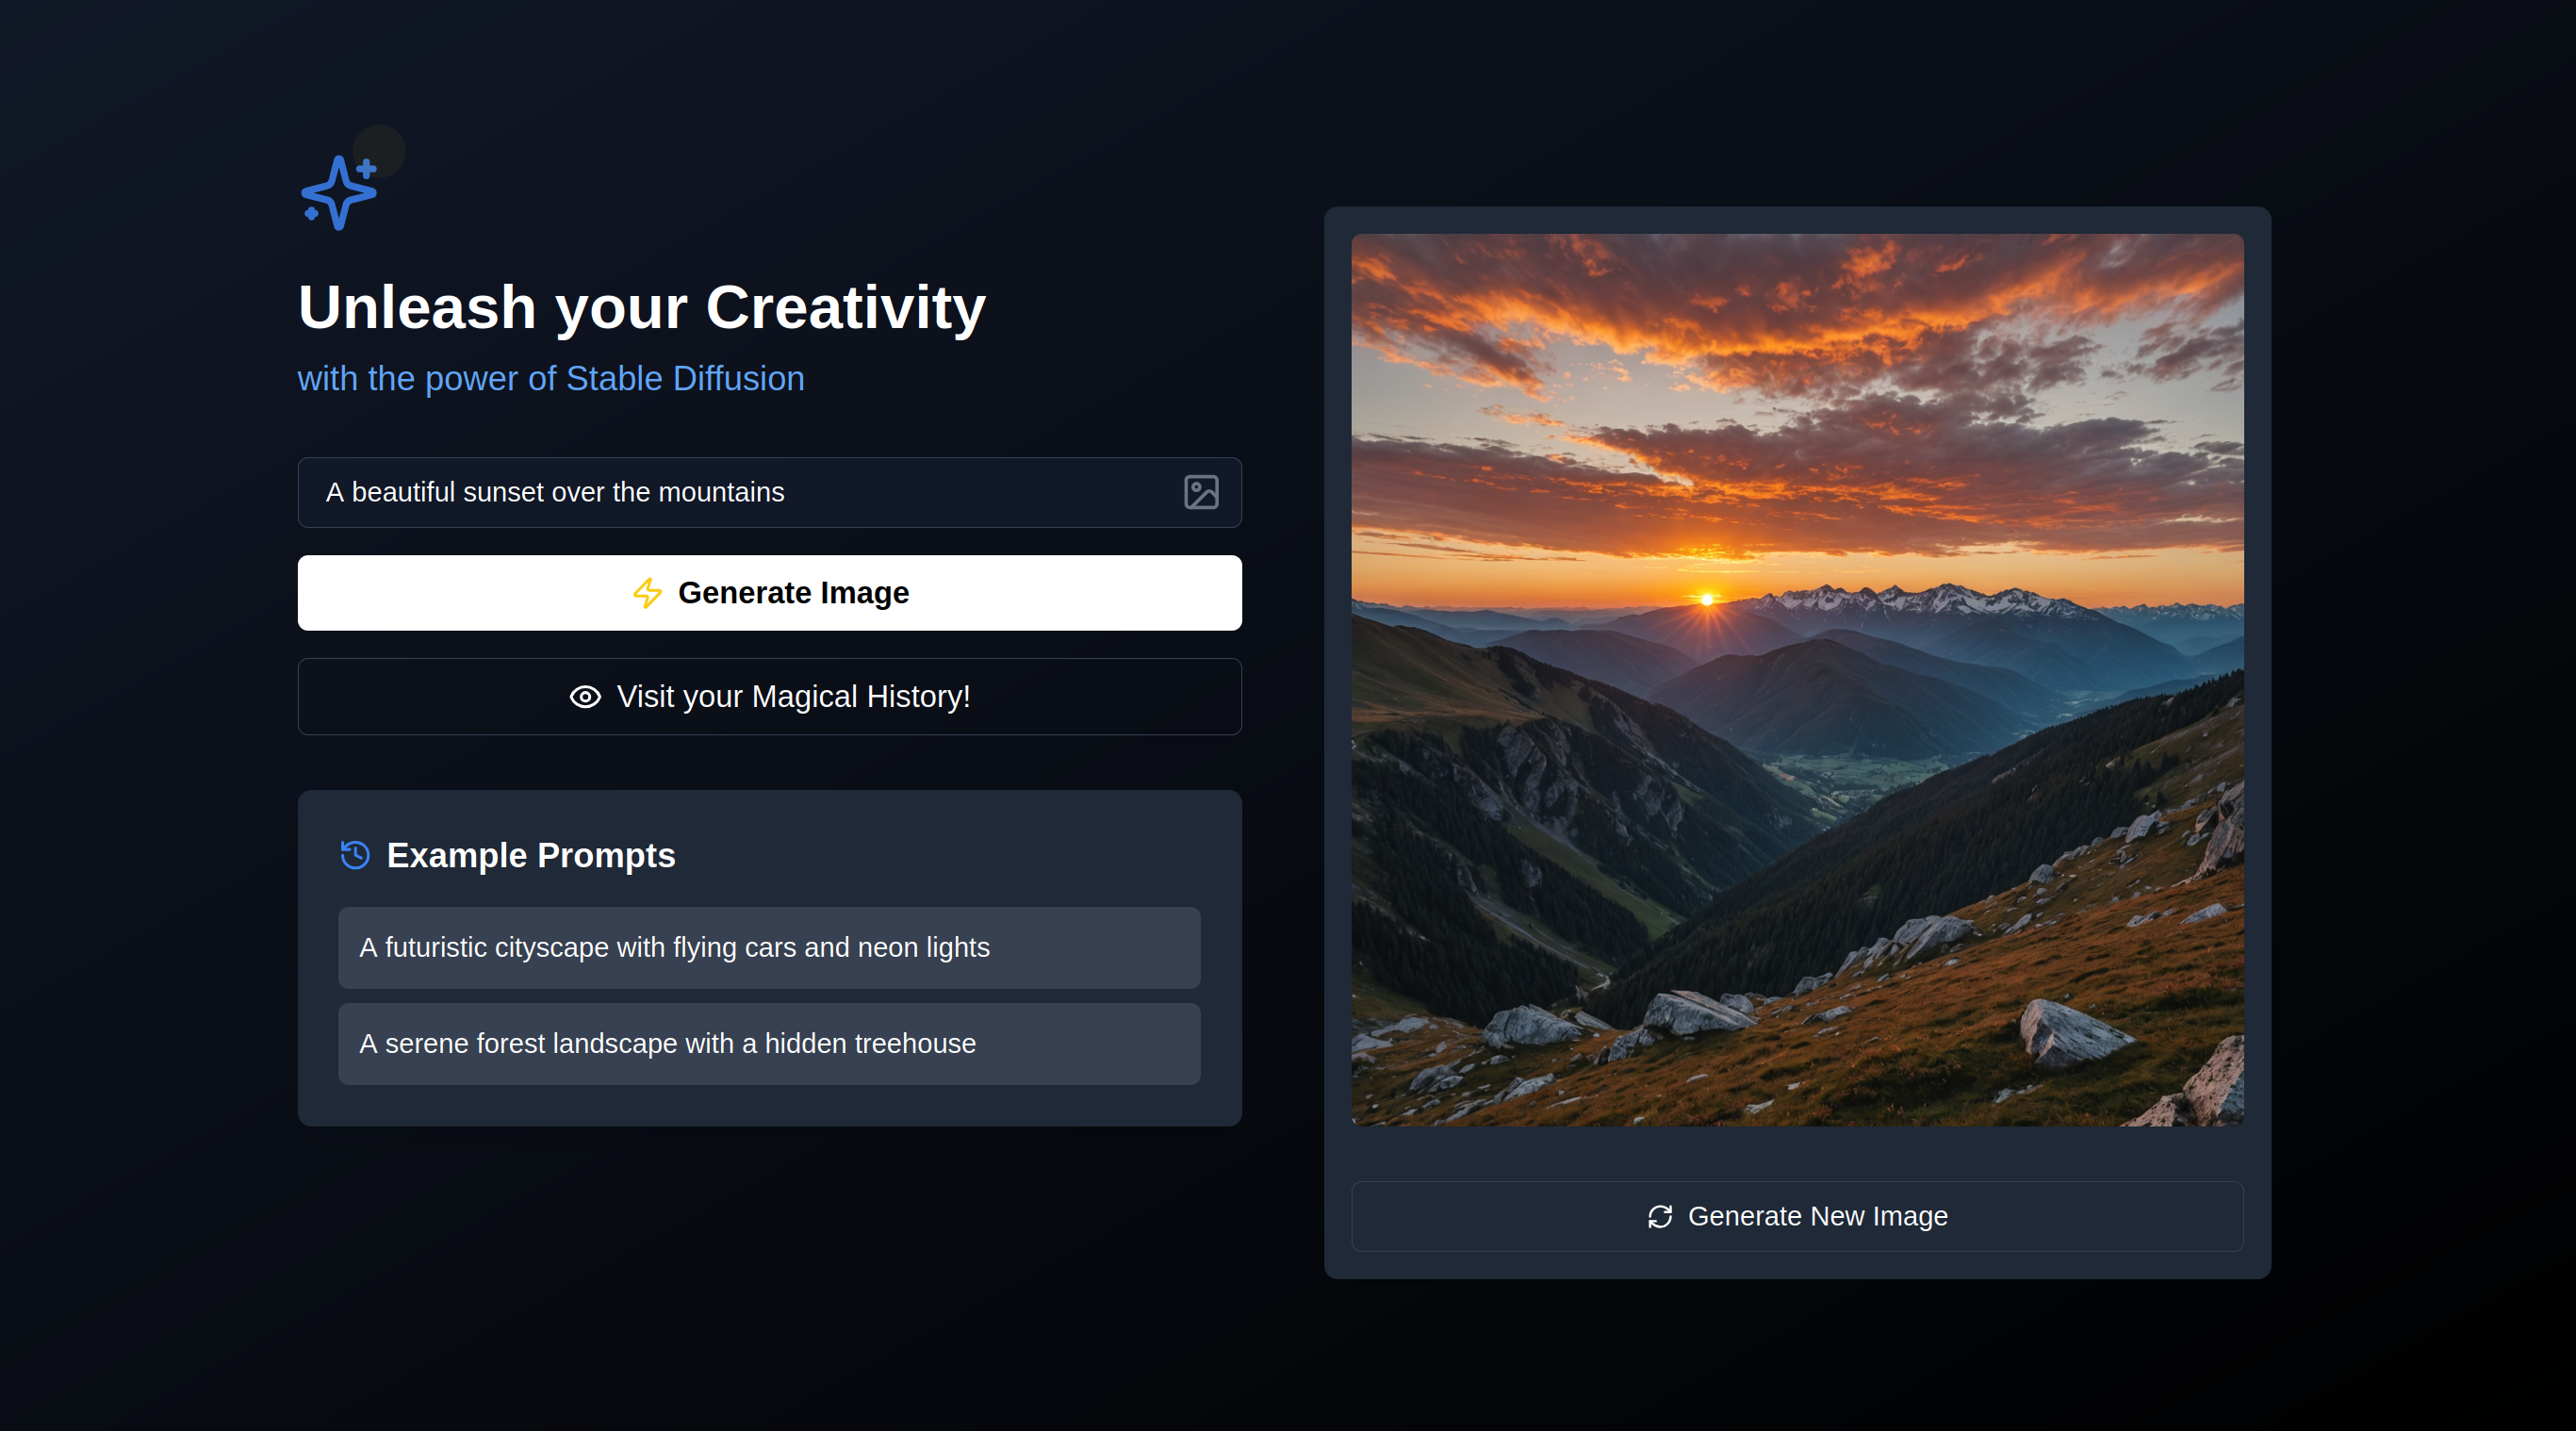 Unleash your Creativity
with the power of Stable Diffusion
A beautiful sunset over the mountains
Generate Image
Visit your Magical History!
Example Prompts
A futuristic cityscape with flying cars and neon lights
A serene forest landscape with a hidden treehouse
Generate New Image